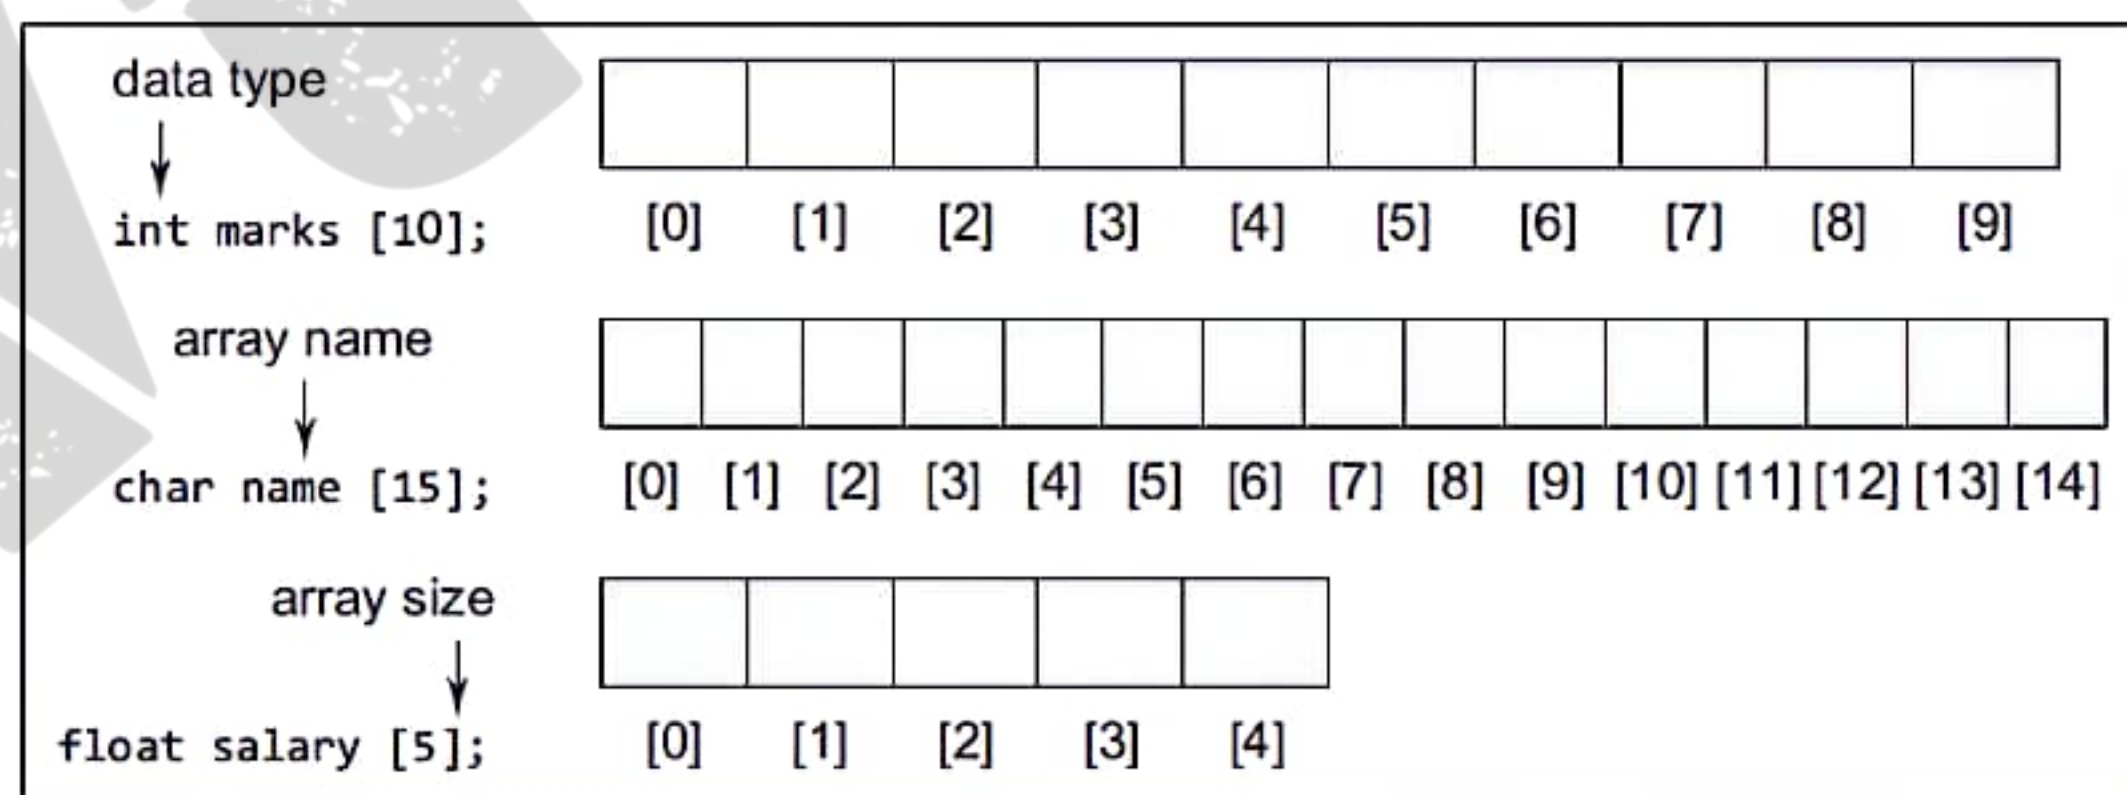 data type
int marks [10];
[0] [1] [2] [3] [4] [5] [6] [7] [8] [9]
array name
char name [15];
[0] [1] [2] [3] [4] [5] [6] [7] [8] [9] [10] [11] [12] [13] [14]
array size
float salary [5];
[0] [1] [2] [3] [4]